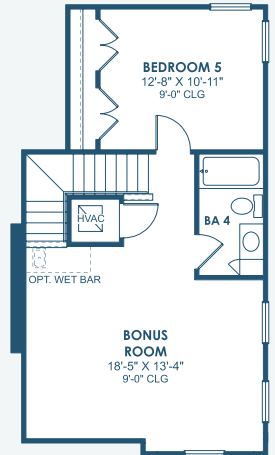 BEDROOM 5
12'-8" X 10'-11"
9'-0" CLG
BA 4
HVAC
OPT. WET BAR
BONUS
ROOM
18'-5" X 13'-4"
9'-0" CLG